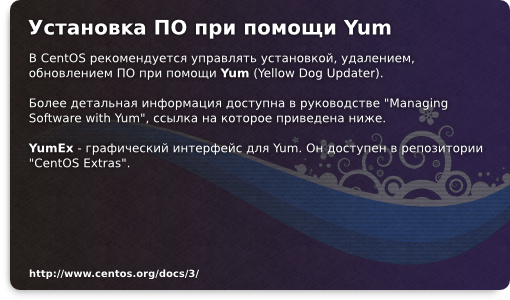 Установка ПО при помощи Yum
В CentOS рекомендуется управлять установкой, удалением,
обновлением ПО при помощи Yum (Yellow Dog Updater).
Более детальная информация доступна в руководстве "Managing
Software with Yum", ссылка на которое приведена ниже.
YumEx - графический интерфейс для Yum. Он доступен в репозитории
"CentOS Extras".
http://www.centos.org/docs/3/